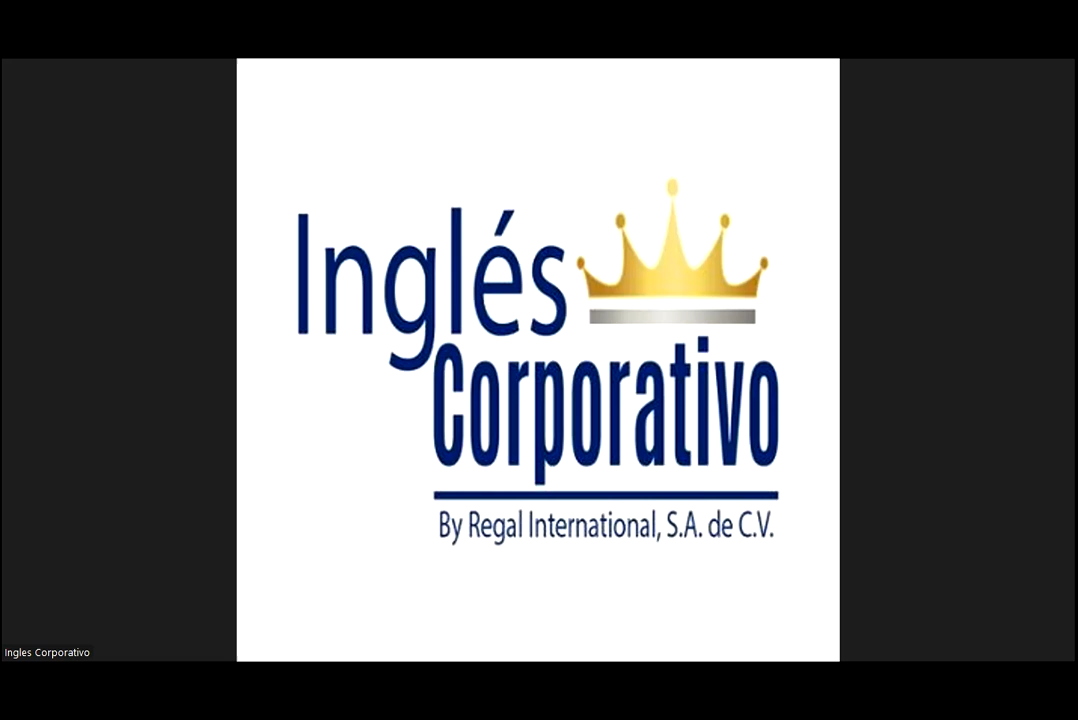 Inglés
Corporativo
By Regal International, S.A. de C.V.
Ingles Corporativo